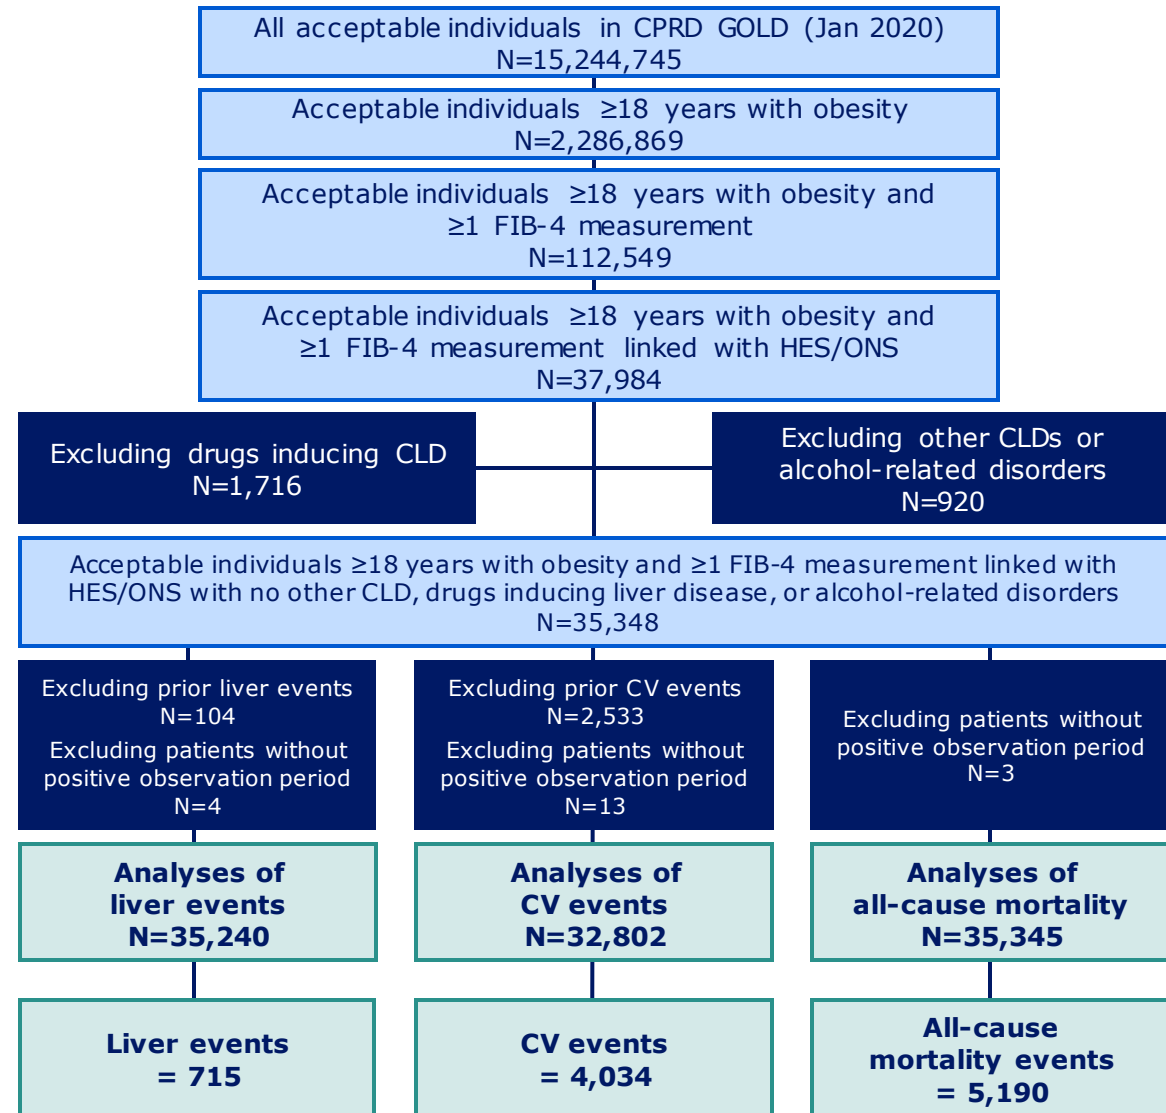 All acceptable individuals in CPRD GOLD (Jan 2020)
N=15,244,745
Acceptable individuals ≥18 years with obesity
N=2,286,869
Acceptable individuals ≥18 years with obesity and
≥1 FIB-4 measurement
N=112,549
Acceptable individuals ≥18 years with obesity and
≥1 FIB-4 measurement linked with HES/ONS
N=37,984
Excluding drugs inducing CLD
N=1,716
Excluding other CLDs or
alcohol-related disorders
N=920
Acceptable individuals ≥18 years with obesity and ≥1 FIB-4 measurement linked with
HES/ONS with no other CLD, drugs inducing liver disease, or alcohol-related disorders
N=35,348
Excluding prior liver events
N=104
Excluding patients without
positive observation period
N=4
Excluding prior CV events
N=2,533
Excluding patients without
positive observation period
N=13
Excluding patients without
positive observation period
N=3
Analyses of
liver events
N=35,240
Analyses of
CV events
N=32,802
Analyses of
all-cause mortality
N=35,345
Liver events
= 715
CV events
= 4,034
All-cause
mortality events
= 5,190